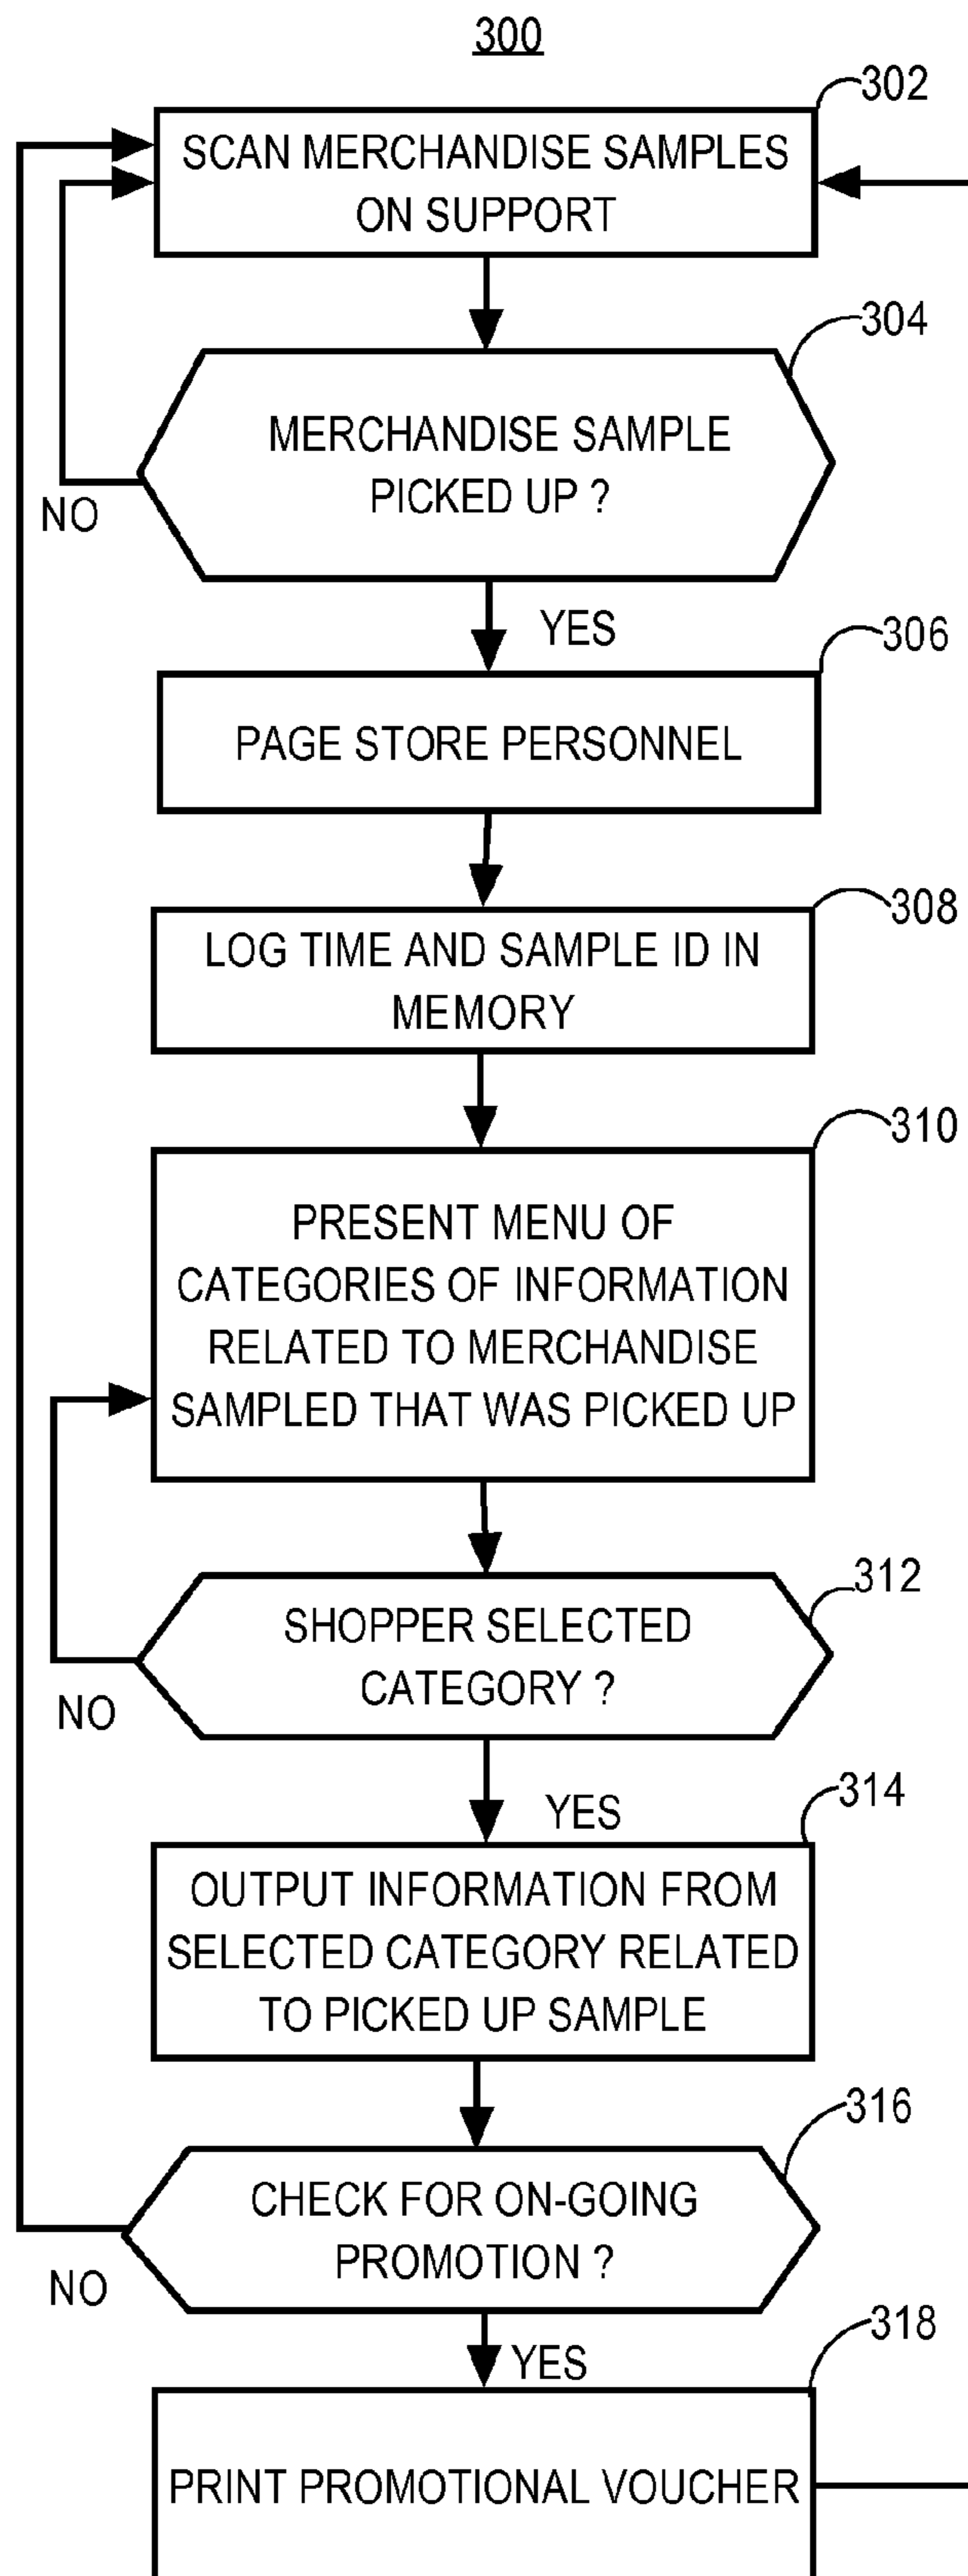 300
302
SCAN MERCHANDISE SAMPLES
ON SUPPORT
304
MERCHANDISE SAMPLE
PICKED UP ?
NO
YES
306
PAGE STORE PERSONNEL
308
LOG TIME AND SAMPLE ID IN
MEMORY
310
PRESENT MENU OF
CATEGORIES OF INFORMATION
RELATED TO MERCHANDISE
SAMPLED THAT WAS PICKED UP
312
SHOPPER SELECTED
CATEGORY ?
NO
YES
314
OUTPUT INFORMATION FROM
SELECTED CATEGORY RELATED
TO PICKED UP SAMPLE
316
CHECK FOR ON-GOING
PROMOTION ?
NO
YES
318
PRINT PROMOTIONAL VOUCHER